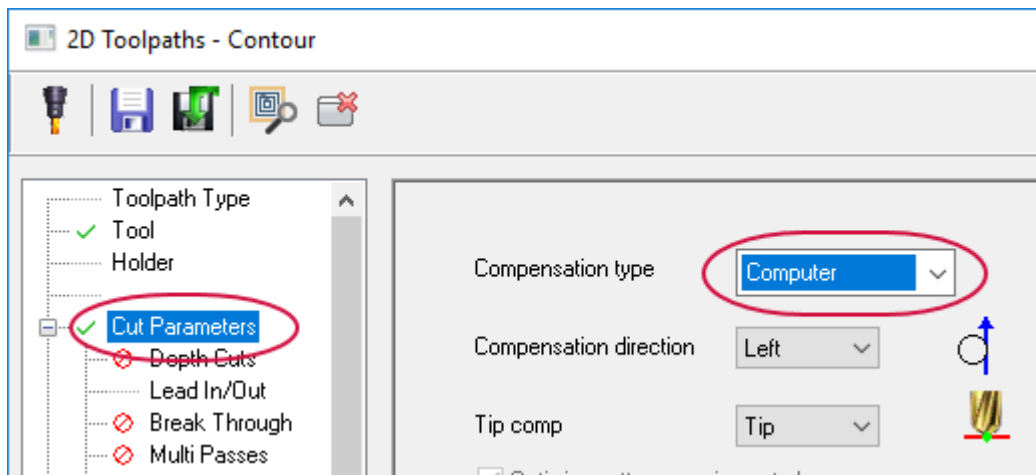 2D Toolpaths - Contour
Toolpath Type
Tool
Holder
Cut Parameters
Depth Cuts
Lead In/Out
Break Through
Multi Passes
Compensation type
Computer
Compensation direction
Left
Tip comp
Tip